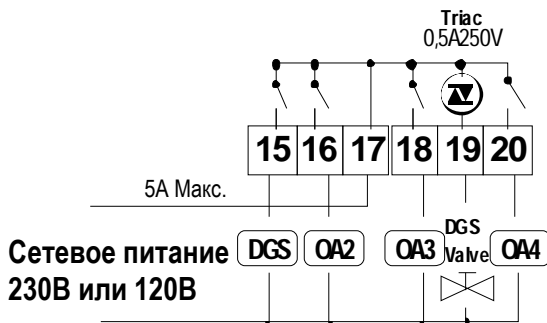 Triac
0,5A250V
15 16 17 18 19 20
5А Макс.
DGS OA2 OA3 DGS Valve OA4
Сетевое питание
230В или 120В